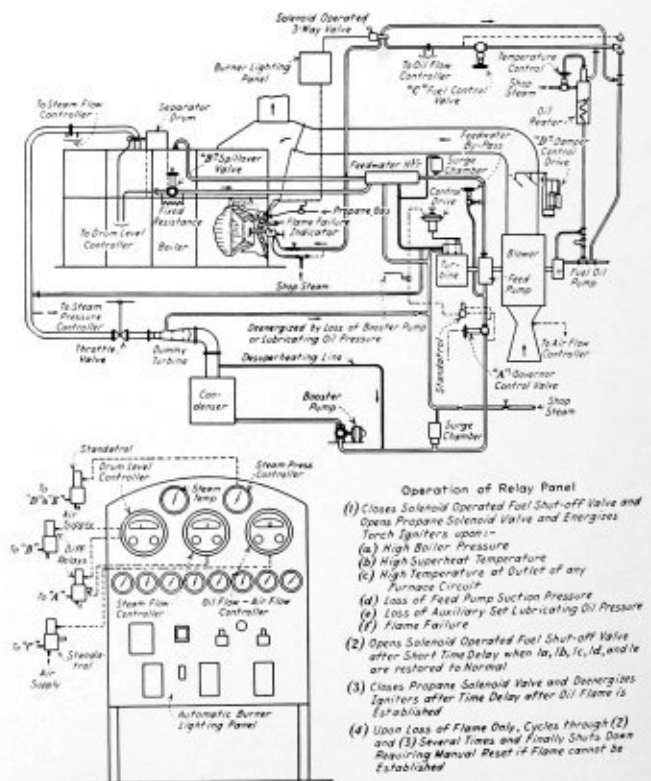 Solenoid Operated
3-Way Valve
Burner Lighting
Panel
To Oil Flow
Controller
"C" Fuel Control
Valve
Temperature
Control
Shop
Steam
Oil
Heater
To Steam Flow
Controller
Separator
Drum
"B" Spillover
Valve
Feedwater
By-Pass
"D" Damper
Control
Drive
Feedwater Htr.
Surge
Chamber
Control
Drive
Propane Gas
Flame Failure
Indicator
Fixed
Resistance
To Drum Level
Controller
Boiler
Tur-
bine
Blower
Feed
Pump
Fuel Oil
Pump
Shop Steam
To Steam
Pressure
Controller
Deenergized by Loss of Booster Pump
or Lubricating Oil Pressure
Standatrol
To Air Flow
Controller
Throttle
Valve
Dummy
Turbine
Desuperheating Line
"A" Governor
Control Valve
Con-
denser
Booster
Pump
Shop
Steam
Surge
Chamber
Standatrol
Drum Level
Controller
Steam
Temp
Steam Press
Controller
To
Air
Supply
To "B"
Diff
Relays
To "A"
Steam Flow
Controller
Oil Flow - Air Flow
Controller
Standatrol
Air
Supply
Automatic Burner
Lighting Panel
Operation of Relay Panel
(1) Closes Solenoid Operated Fuel Shut-off Valve and
Opens Propane Solenoid Valve and Energizes
Torch Igniters upon:-
(a) High Boiler Pressure
(b) High Superheat Temperature
(c) High Temperature at Outlet of any
Furnace Circuit
(d) Loss of Feed Pump Suction Pressure
(e) Loss of Auxiliary Set Lubricating Oil Pressure
(f) Flame Failure
(2) Opens Solenoid Operated Fuel Shut-off Valve
after Short Time Delay when 1a, 1b, 1c, 1d, and 1e
are restored to Normal
(3) Closes Propane Solenoid Valve and Deenergizes
Igniters after Time Delay after Oil Flame is
Established
(4) Upon Loss of Flame Only, Cycles through (2)
and (3) Several Times and Finally Shuts Down
Requiring Manual Reset if Flame cannot be
Established